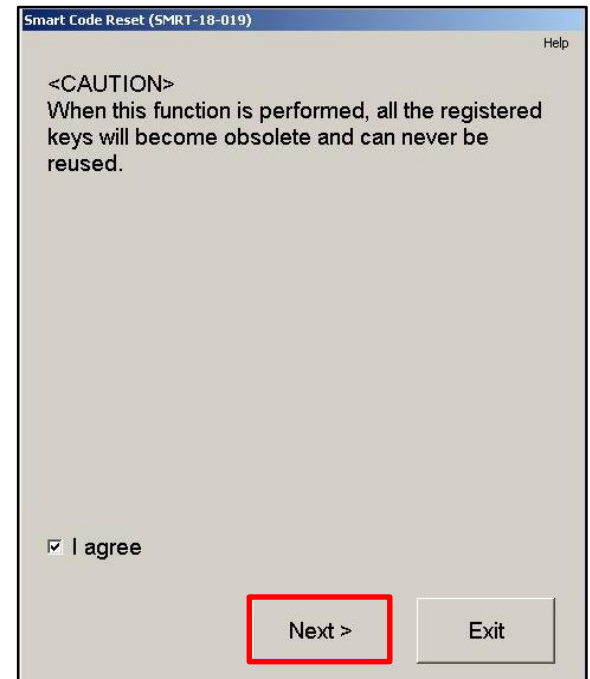 Smart Code Reset (SMRT-18-019)
Help
<CAUTION>
When this function is performed, all the registered
keys will become obsolete and can never be
reused.
I agree
Next >
Exit